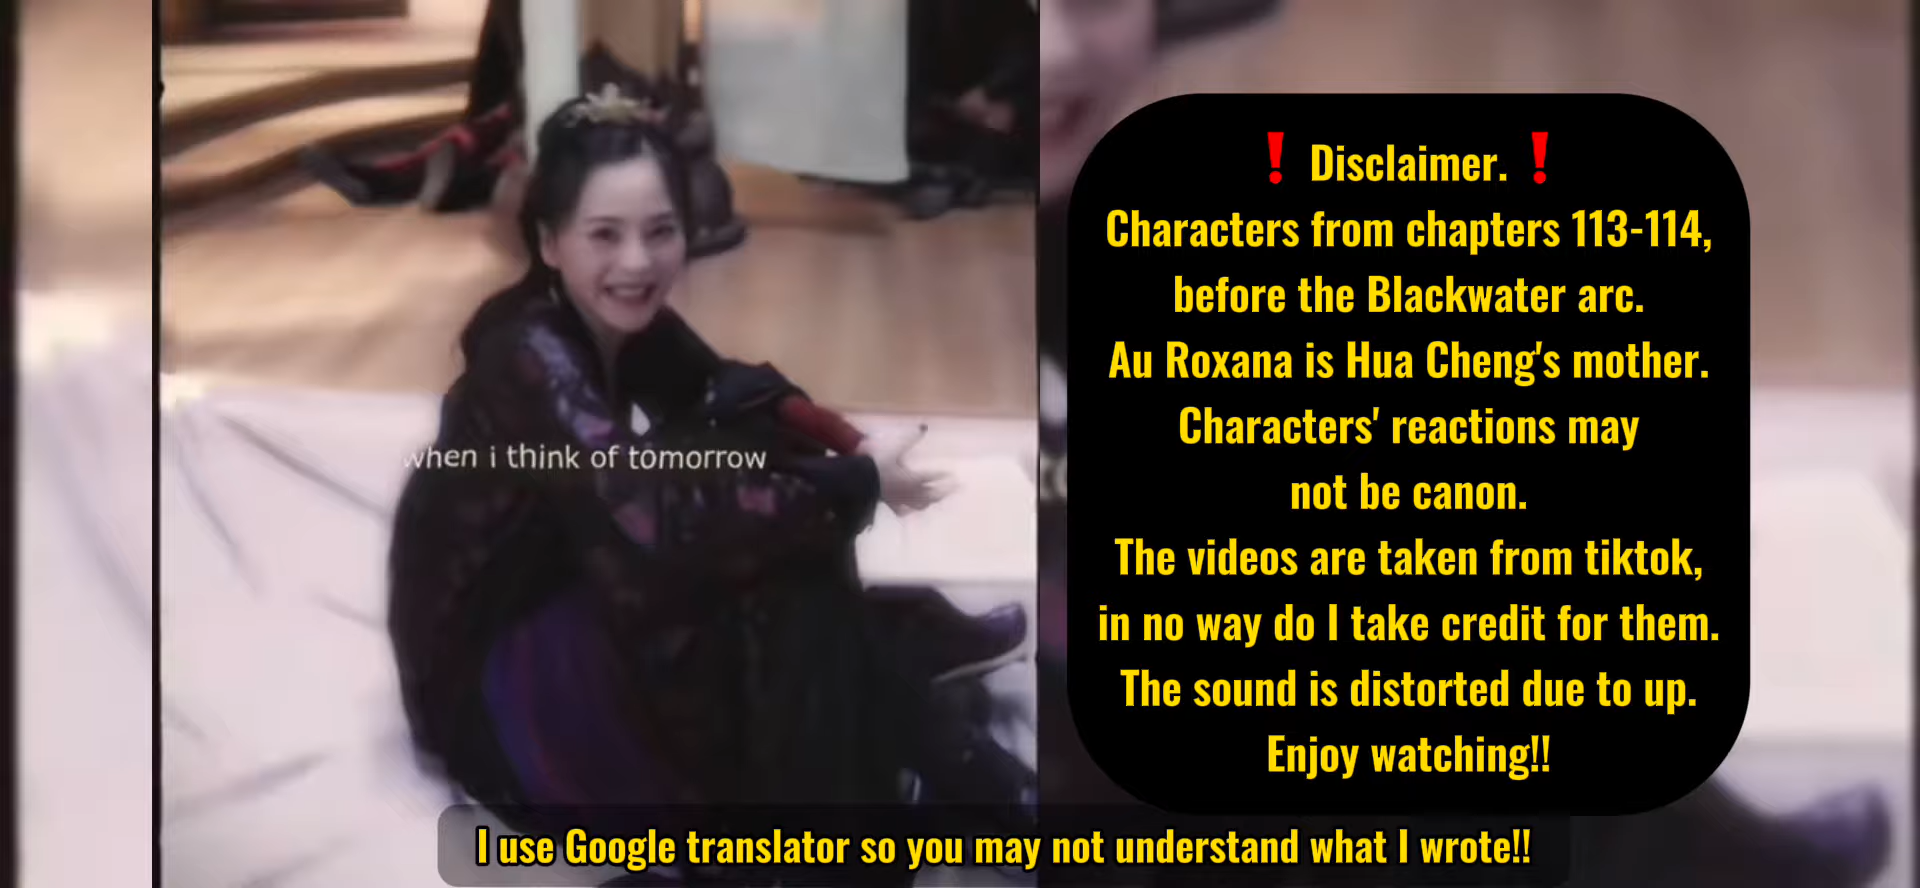 when i think of tomorrow
❗ Disclaimer. ❗
Characters from chapters 113-114,
before the Blackwater arc.
Au Roxana is Hua Cheng's mother.
Characters' reactions may
not be canon.
The videos are taken from tiktok,
in no way do I take credit for them.
The sound is distorted due to up.
Enjoy watching!!
I use Google translator so you may not understand what I wrote!!